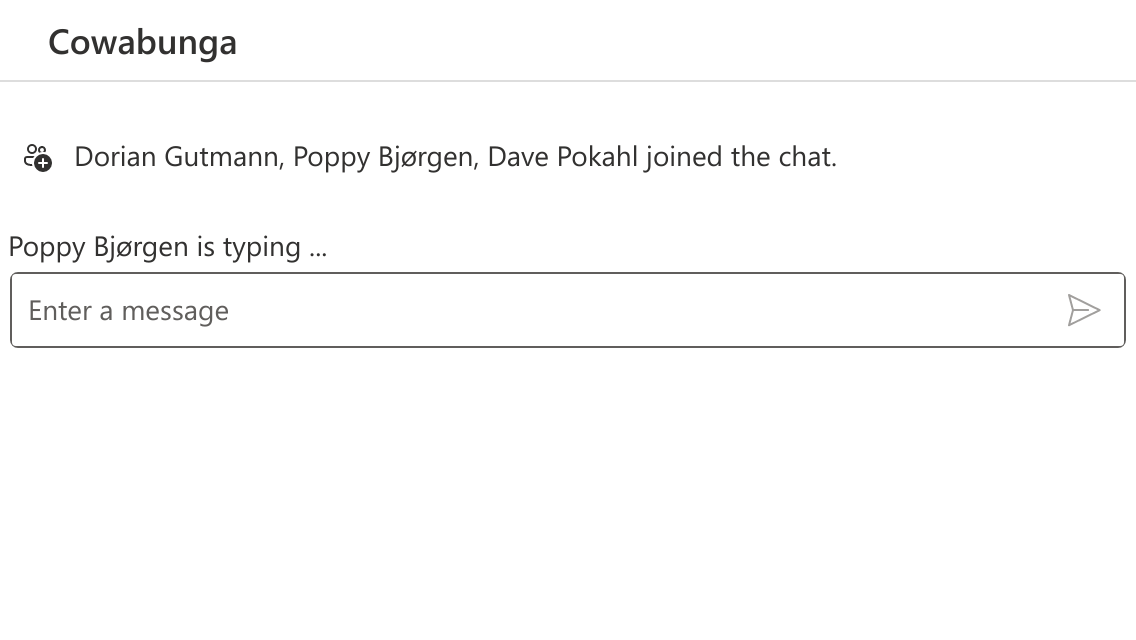 Cowabunga
Dorian Gutmann, Poppy Bjørgen, Dave Pokahl joined the chat.
Poppy Bjørgen is typing ...
Enter a message